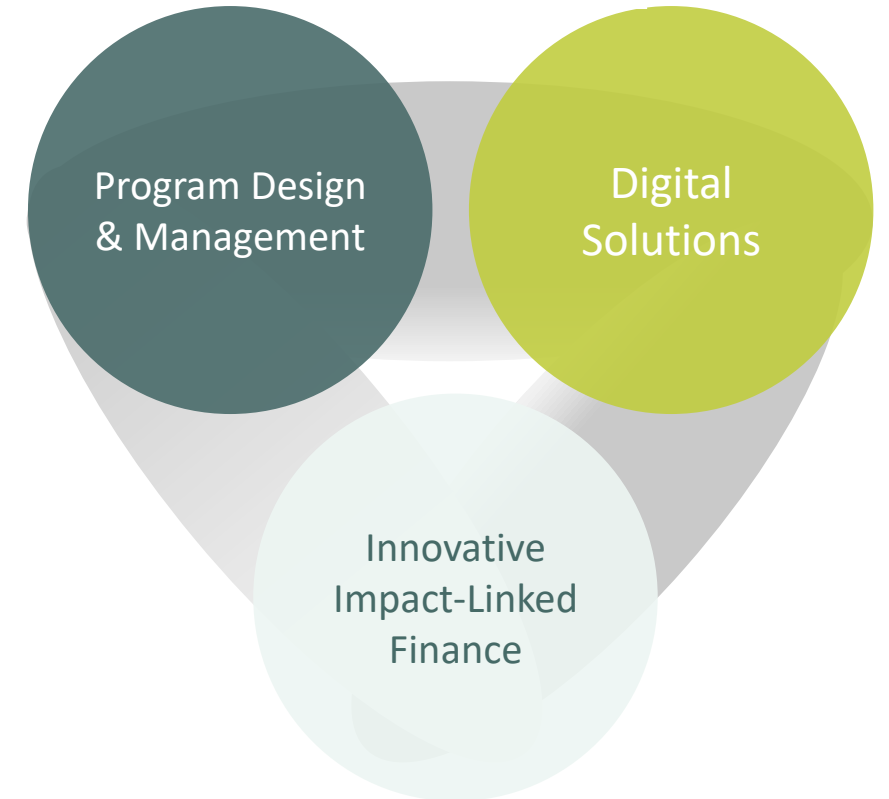 Program Design
& Management
Digital
Solutions
Innovative
Impact-Linked
Finance